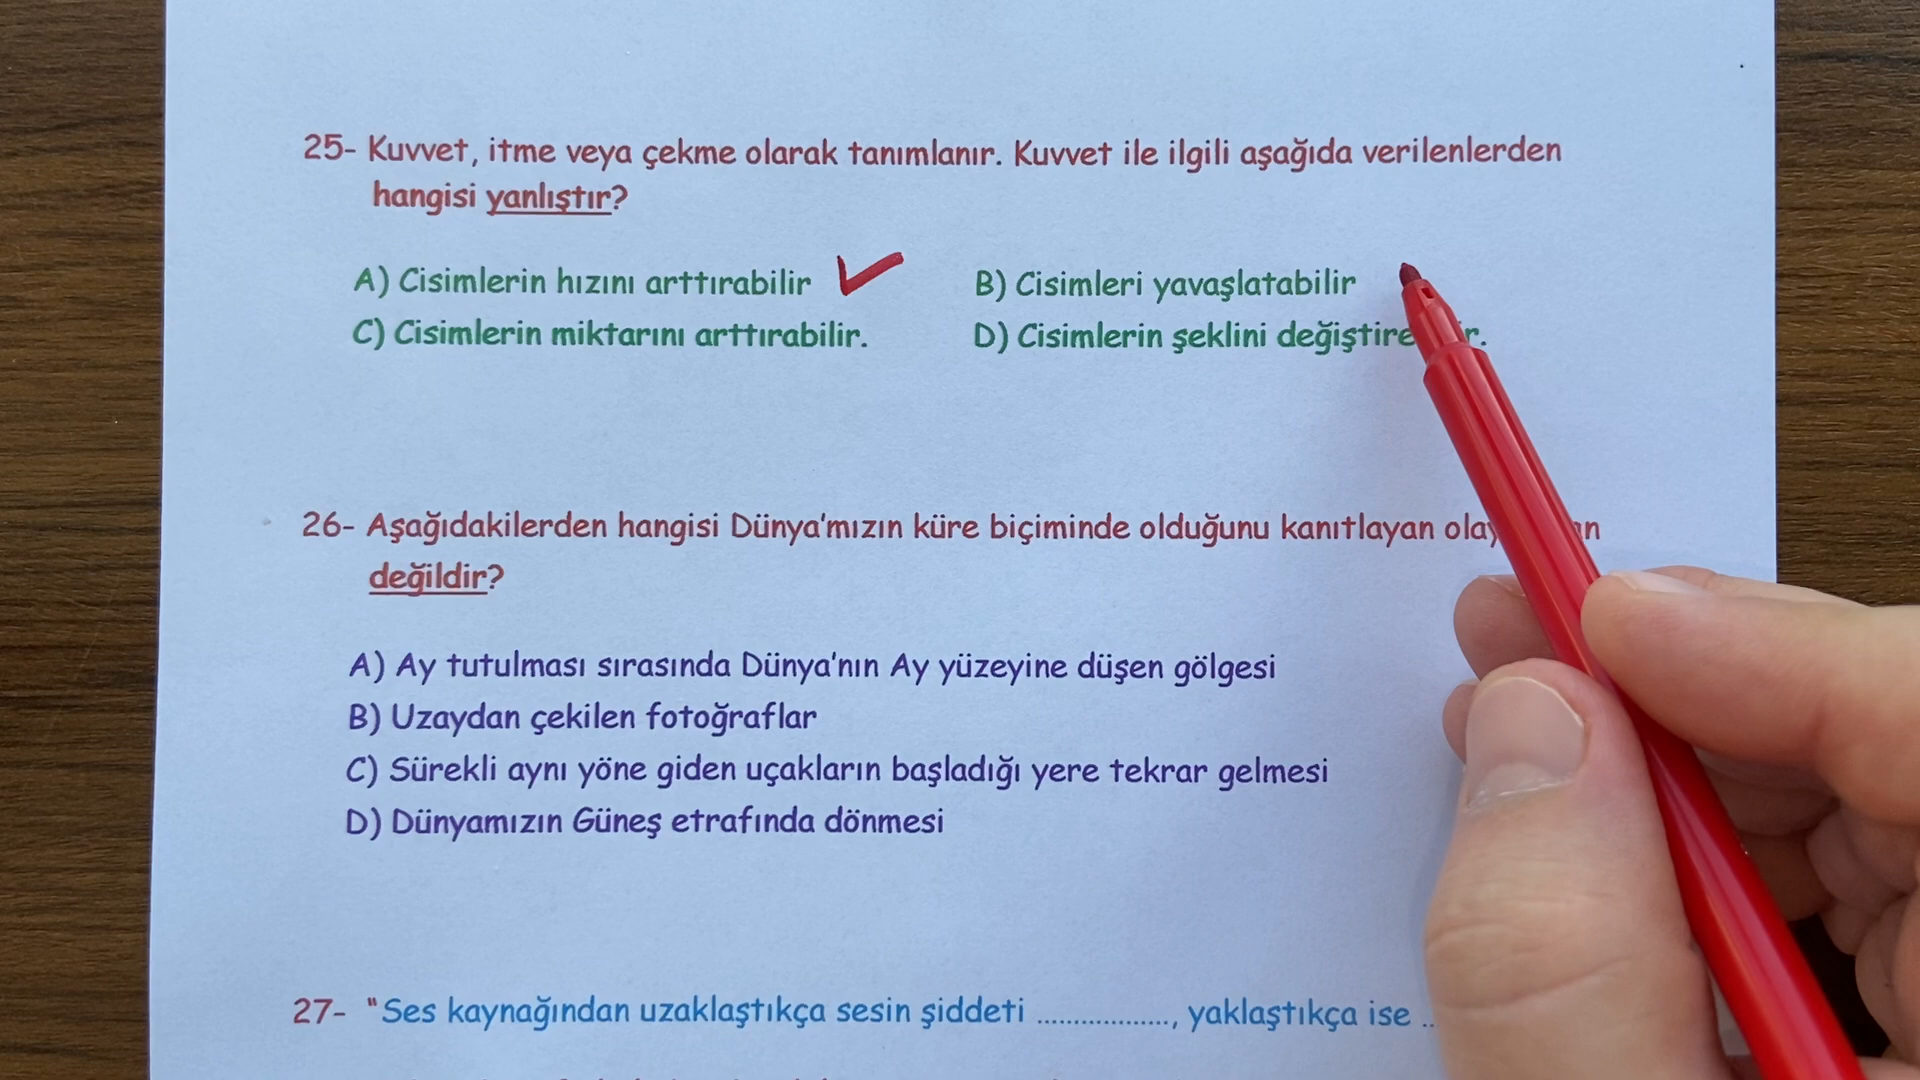 25- Kuvvet, itme veya çekme olarak tanımlanır. Kuvvet ile ilgili aşağıda verilenlerden
hangisi yanlıştır?
A) Cisimlerin hızını arttırabilir
B) Cisimleri yavaşlatabilir
C) Cisimlerin miktarını arttırabilir.
D) Cisimlerin şeklini
26- Aşağıdakilerden hangisi Dünya'mızın küre biçiminde olduğunu kanıtlayan
değildir?
A) Ay tutulması sırasında Dünya'nın Ay yüzeyine düşen gölgesi
B) Uzaydan çekilen fotoğraflar
C) Sürekli aynı yöne giden uçakların başladığı yere tekrar gelmesi
D) Dünyamızın Güneş etrafında dönmesi
27- "Ses kaynağından uzaklaştıkça sesin şiddeti .................., yaklaştıkça ise ..